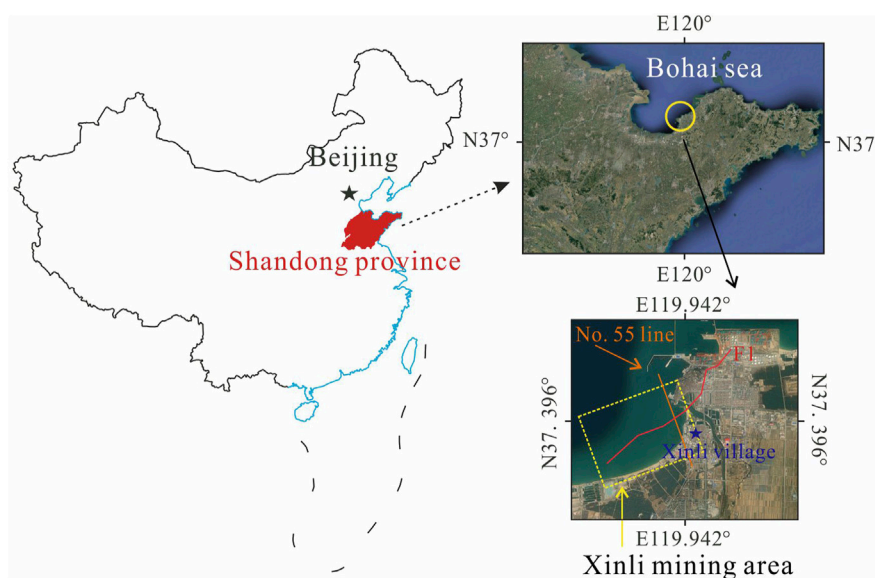 E120°
Bohai sea
N37°
N37
Beijing
Shandong province
E120°
E119.942°
No. 55 line
F1
N37. 396°
N37. 396°
Xinli village
E119.942°
Xinli mining area